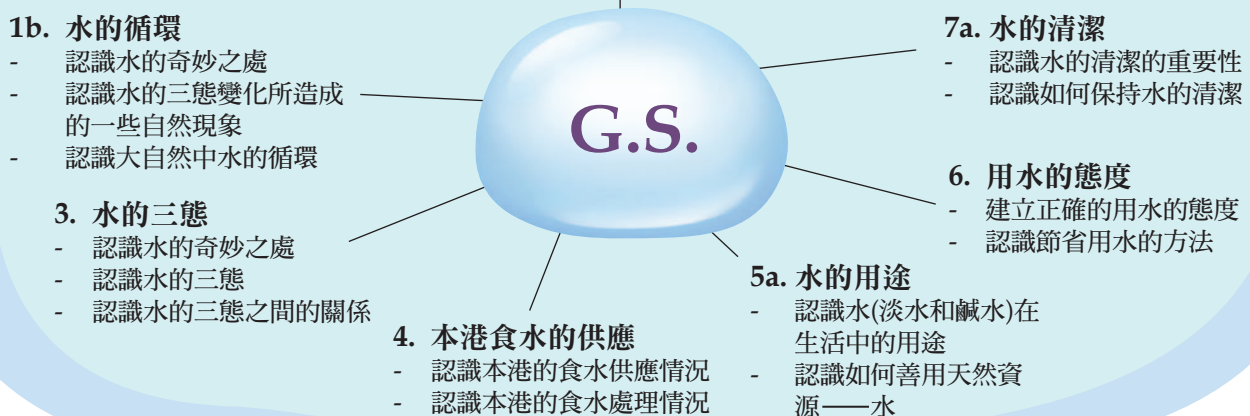 1b. 水的循環
- 認識水的奇妙之處
- 認識水的三態變化所造成
的一些自然現象
- 認識大自然中水的循環
3. 水的三態
- 認識水的奇妙之處
- 認識水的三態
- 認識水的三態之間的關係
4. 本港食水的供應
- 認識本港的食水供應情況
- 認識本港的食水處理情況
G.S.
5a. 水的用途
- 認識水(淡水和鹹水)在
生活中的用途
- 認識如何善用天然資
源——水
6. 用水的態度
- 建立正確的用水的態度
- 認識節省用水的方法
7a. 水的清潔
- 認識水的清潔的重要性
- 認識如何保持水的清潔